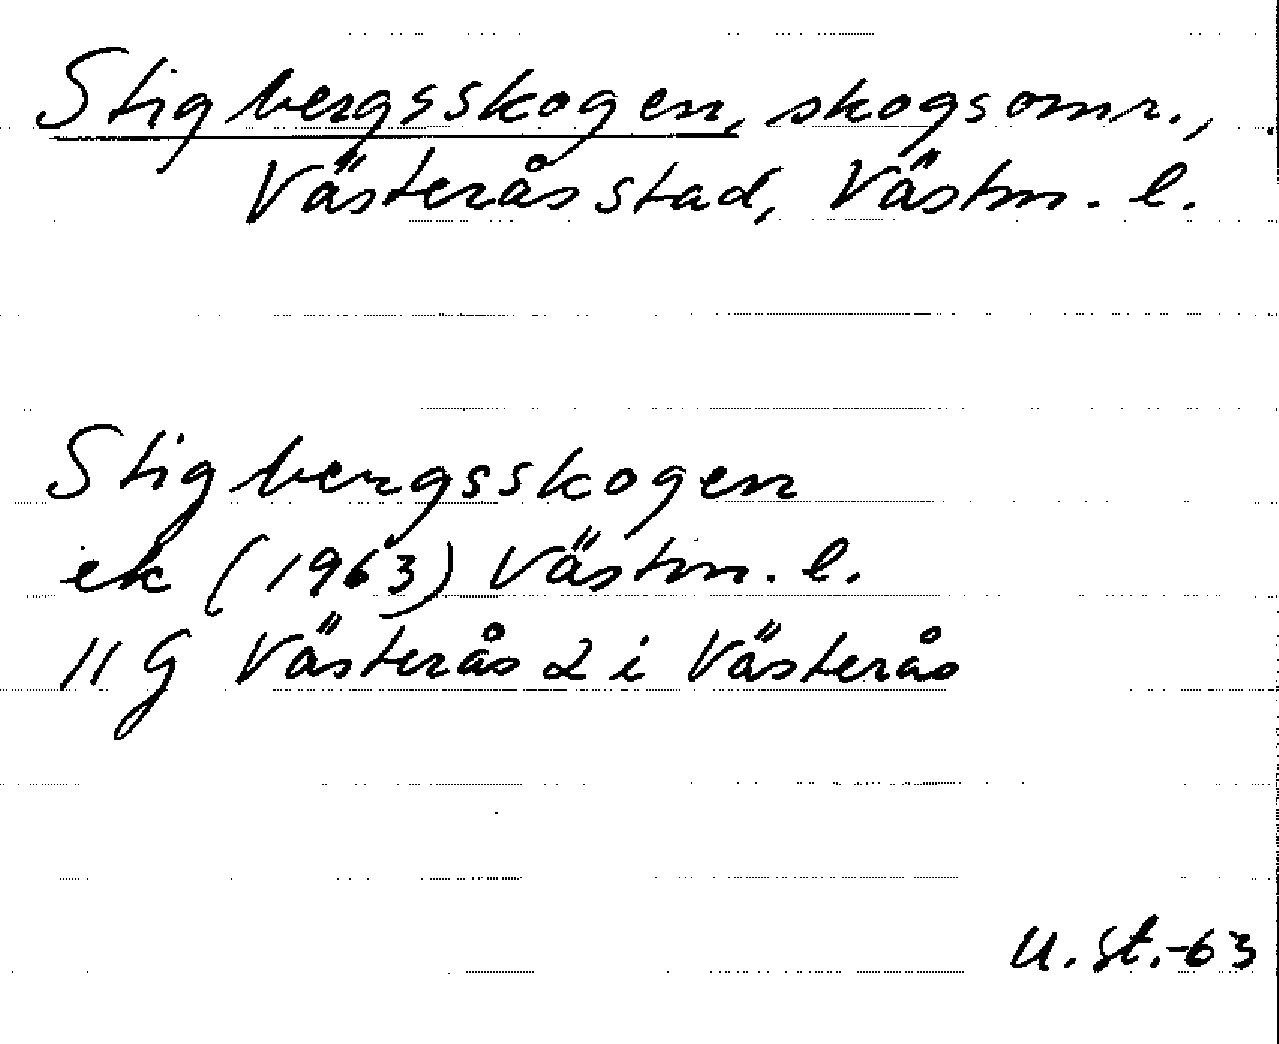 Stigbergsskogen, skogsomr.,
Västerås stad, Västm. l.
Stigbergsskogen
ek (1963) Västm. l.
11 G Västerås 2 i Västerås
U. St. -63